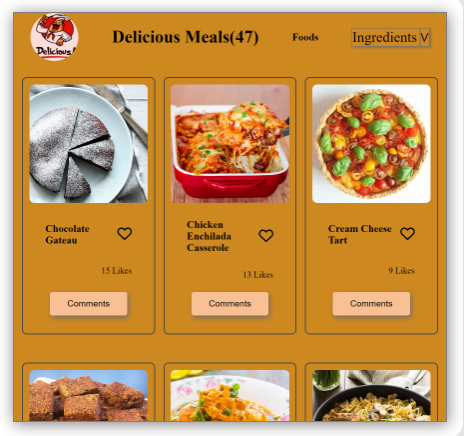 Delicious!
Delicious Meals(47)
Foods
Ingredients V
Chocolate
Gateau
15 Likes
Comments
Chicken
Enchilada
Casserole
13 Likes
Comments
Cream Cheese
Tart
9 Likes
Comments